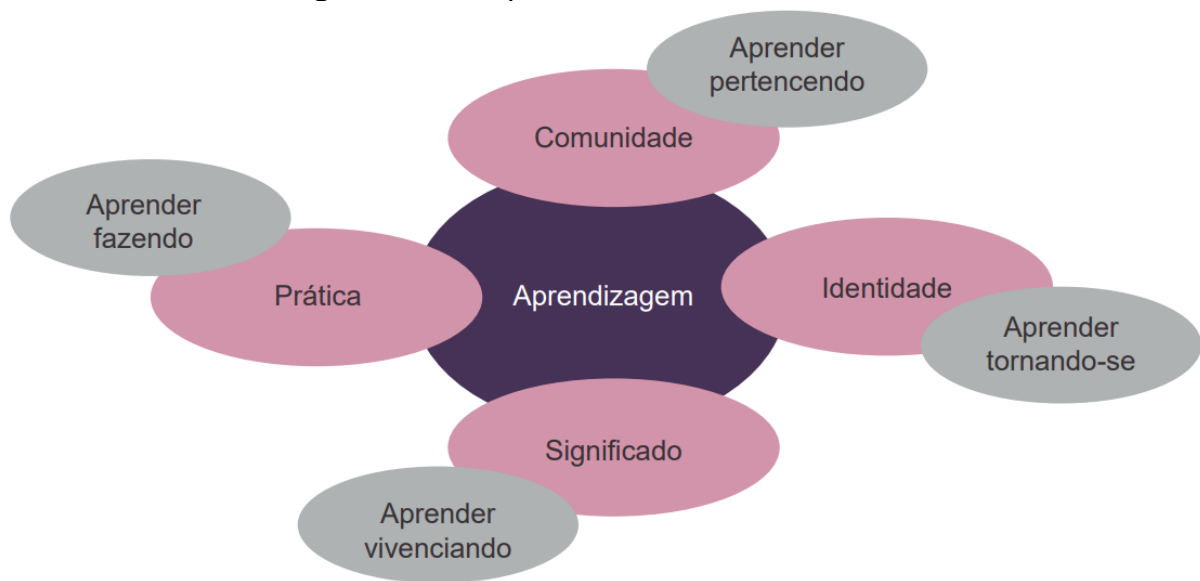 Aprender
pertencendo
Comunidade
Aprender
fazendo
Prática
Aprendizagem
Identidade
Aprender
tornando-se
Significado
Aprender
vivenciando